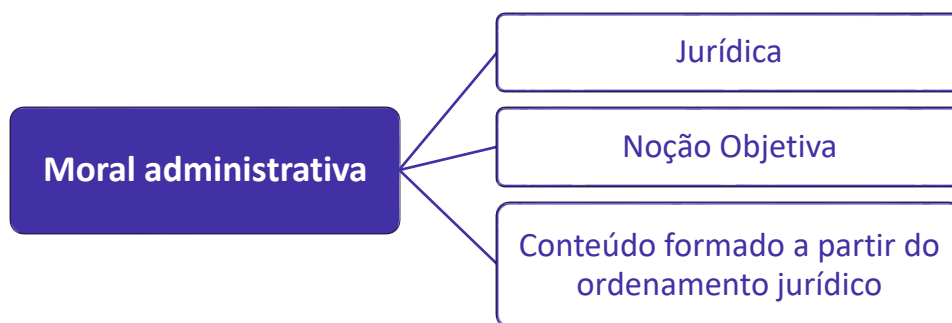 Moral administrativa
Jurídica
Noção Objetiva
Conteúdo formado a partir do
ordenamento jurídico